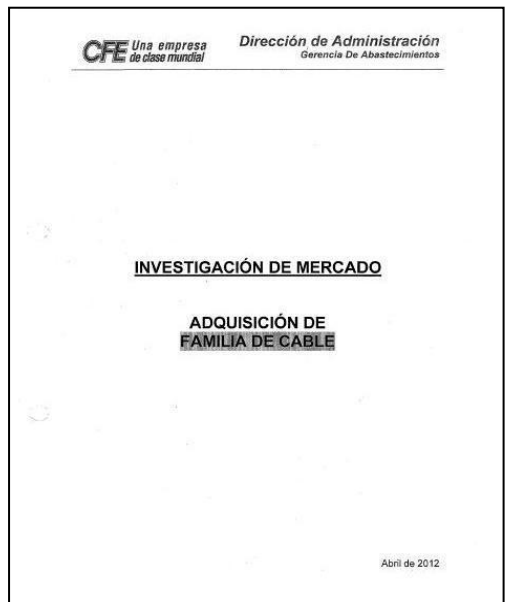 CFE Una empresa
de clase mundial
Dirección de Administración
Gerencia De Abastecimientos
INVESTIGACIÓN DE MERCADO
ADQUISICIÓN DE
FAMILIA DE CABLE
Abril de 2012